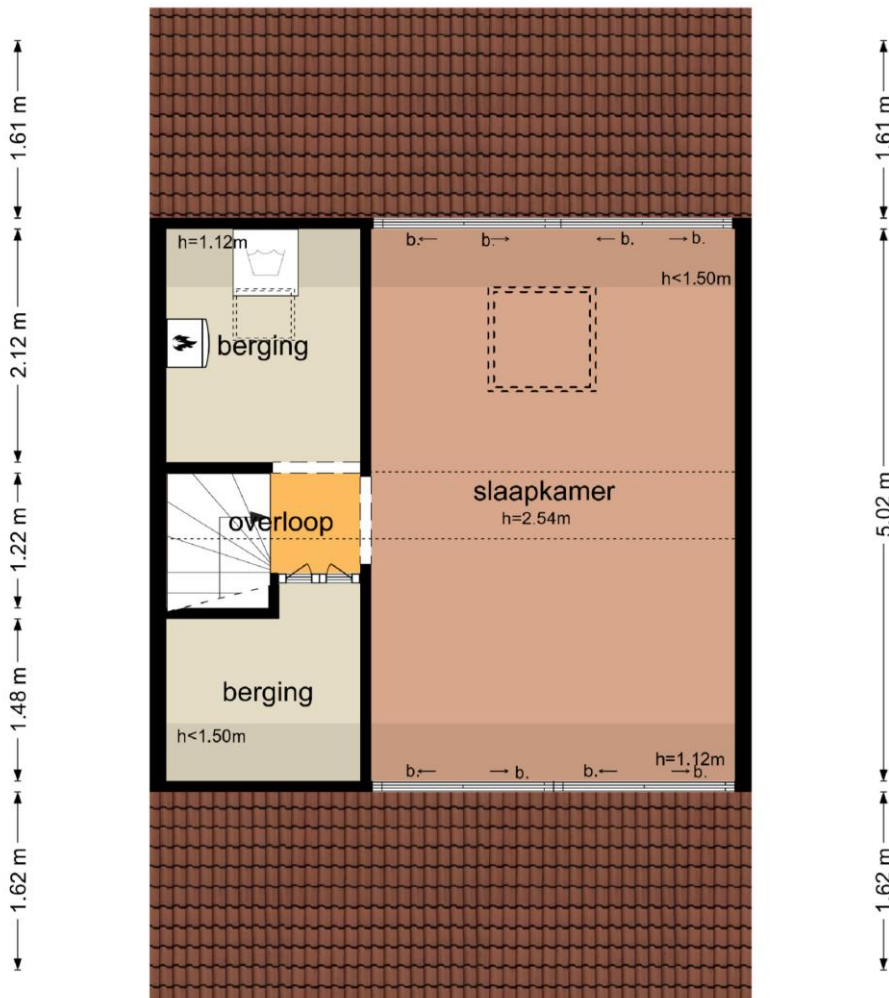 1.61 m
1.61 m
h=1.12m
b.
b.
b.
b.
h<1.50m
2.12 m
berging
5.02 m
slaapkamer
h=2.54m
overloop
1.22 m
berging
1.48 m
h<1.50m
h=1.12m
b.
b.
b.
b.
1.62 m
1.62 m